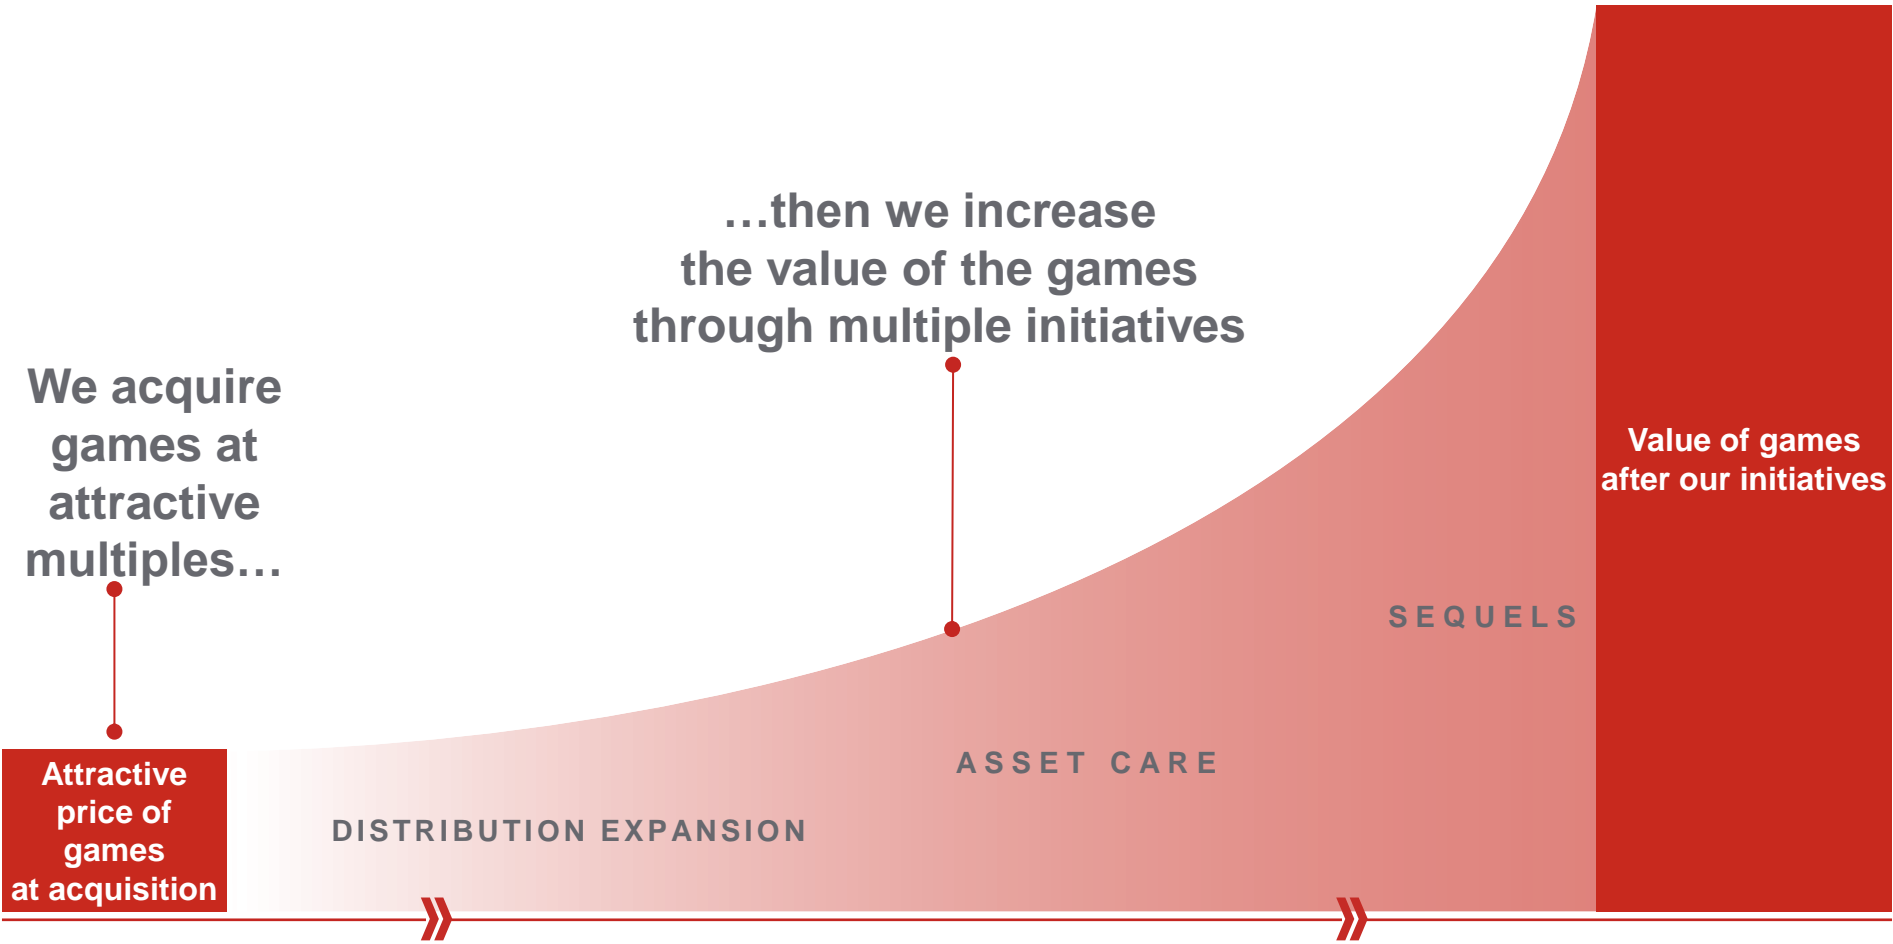 We acquire
games at
attractive
multiples…
…then we increase
the value of the games
through multiple initiatives
Attractive
price of
games
at acquisition
DISTRIBUTION EXPANSION
ASSET CARE
SEQUELS
Value of games
after our initiatives